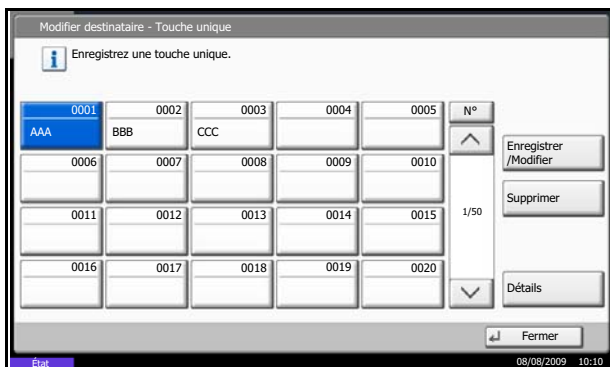 Modifier destinataire - Touche unique
Enregistrez une touche unique.
0001 0002 0003 0004 0005 N°
AAA BBB CCC
Enregistrer
/Modifier
0006 0007 0008 0009 0010
Supprimer
0011 0012 0013 0014 0015 1/50
0016 0017 0018 0019 0020
Détails
Fermer
État 08/08/2009 10:10